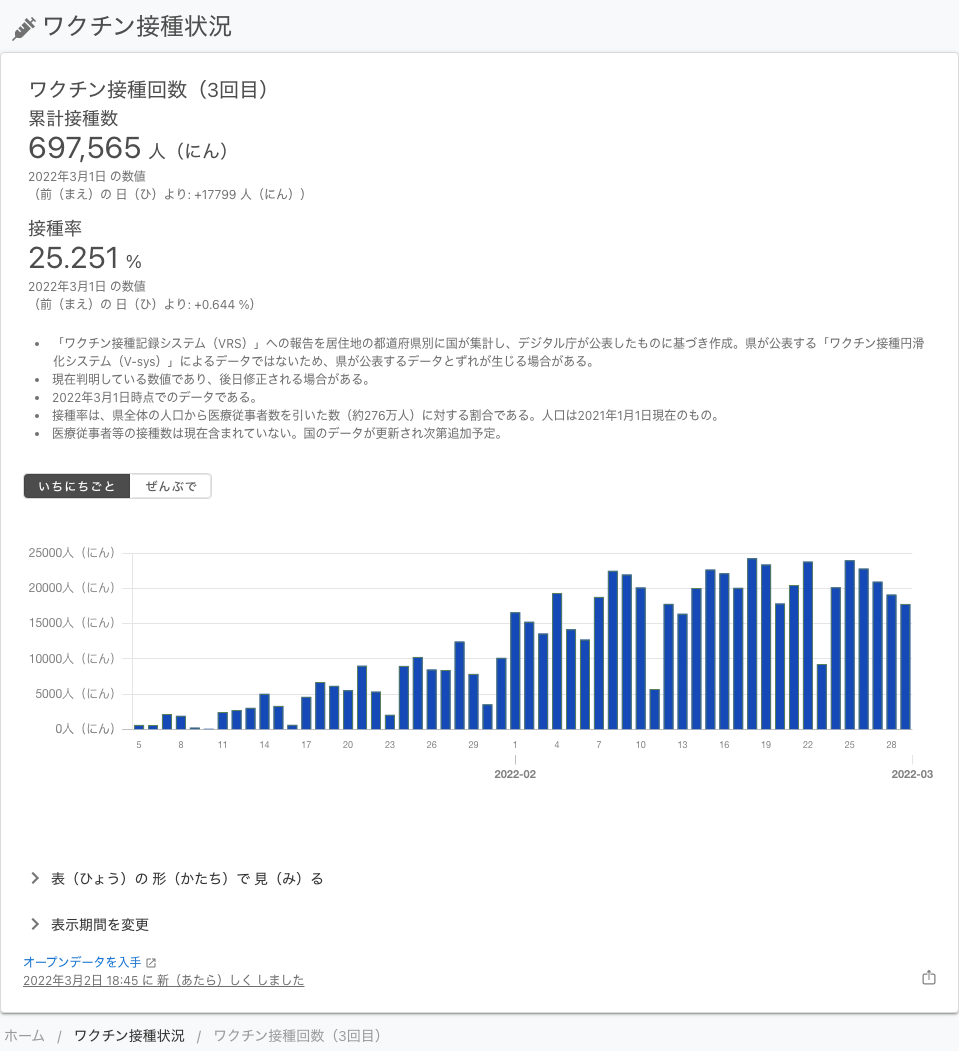 ワクチン接種状況
ワクチン接種回数（3回目）
累計接種数
697,565 人（にん）
2022年3月1日 の数値
（前（まえ）の 日（ひ）より: +17799 人（にん））
接種率
25.251 %
2022年3月1日 の数値
（前（まえ）の 日（ひ）より: +0.644 %）
• 「ワクチン接種記録システム（VRS）」への報告を居住地の都道府県別に国が集計し、デジタル庁が公表したものに基づき作成。県が公表する「ワクチン接種円滑
化システム（V-sys）」によるデータではないため、県が公表するデータとずれが生じる場合がある。
• 現在判明している数値であり、後日修正される場合がある。
• 2022年3月1日時点でのデータである。
• 接種率は、県全体の人口から医療従事者数を引いた数（約276万人）に対する割合である。人口は2021年1月1日現在のもの。
• 医療従事者等の接種数は現在含まれていない。国のデータが更新され次第追加予定。
いちにちごと ぜんぶで
25000人（にん）
20000人（にん）
15000人（にん）
10000人（にん）
5000人（にん）
0人（にん）
5 8 11 14 17 20 23 26 29 1 4 7 10 13 16 19 22 25 28
2022-02 2022-03
表（ひょう）の 形（かたち）で 見（み）る
表示期間を変更
オープンデータを入手
2022年3月2日 18:45 に 新（あたら）しく しました
ホーム / ワクチン接種状況 / ワクチン接種回数（3回目）